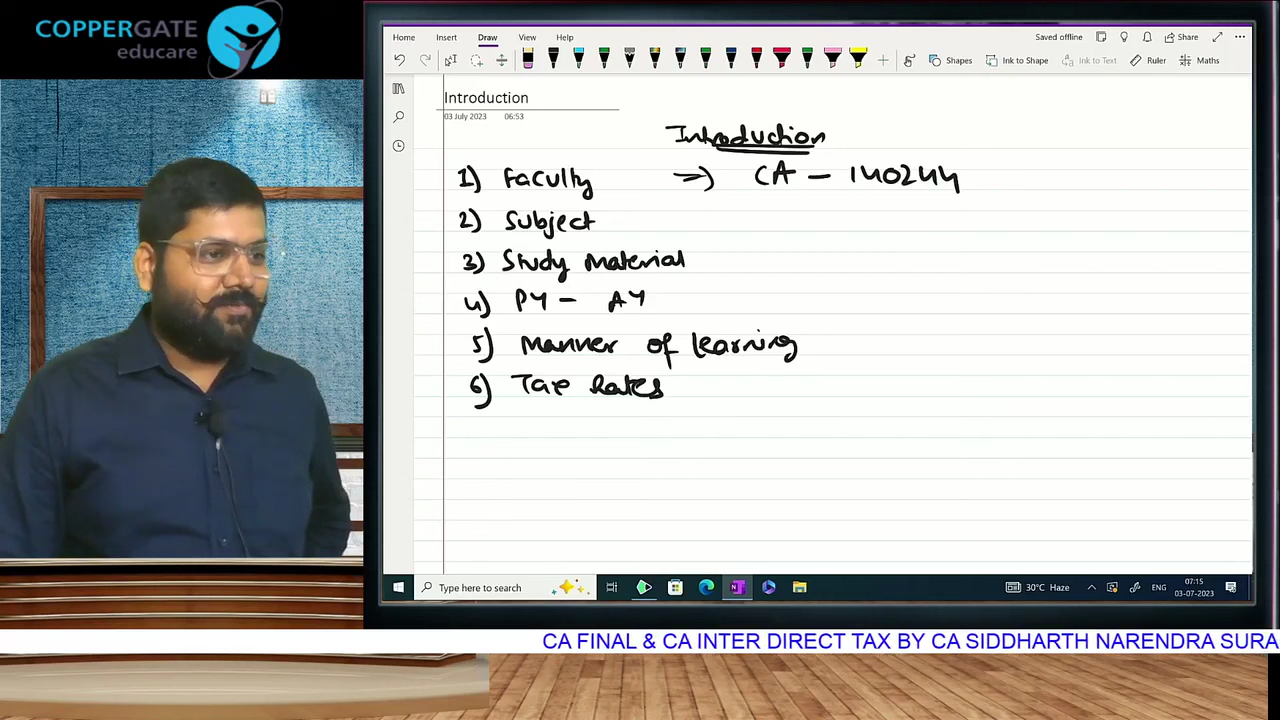 COPPERGATE
educare
Home Insert Draw View Help
Saved offline
Share
Shapes
Ink to Shape
Ink to Text
Ruler
Maths
Introduction
03 July 2023 06:53
Introduction
1) Faculty => CA - 140244
2) Subject
3) Study Material
4) PY - AY
5) Manner of learning
6) Tax Rates
Type here to search
30°C Haze
ENG
07:15
03-07-2023
CA FINAL & CA INTER DIRECT TAX BY CA SIDDHARTH NARENDRA SURA